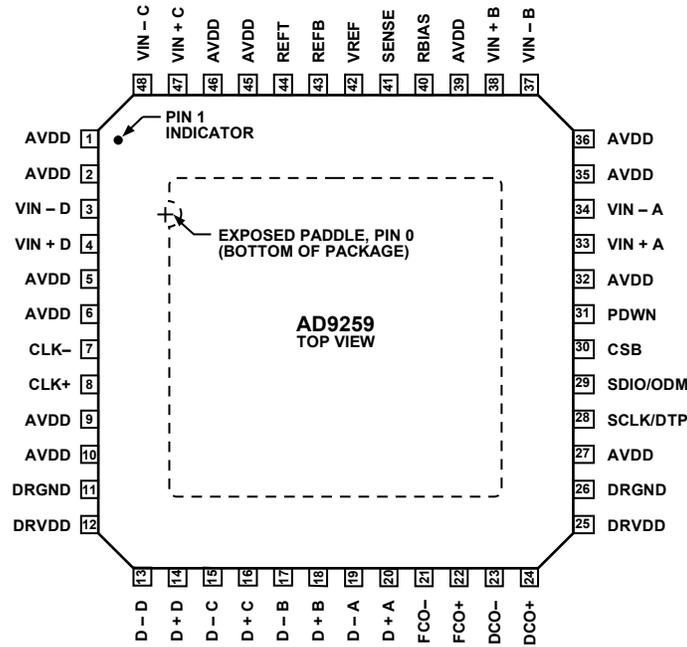 VIN – C
VIN + C
AVDD
AVDD
REFT
REFB
VREF
SENSE
RBIAS
AVDD
VIN + B
VIN – B
48
47
46
45
44
43
42
41
40
39
38
37
PIN 1
INDICATOR
AVDD 1
AVDD 2
VIN – D 3
VIN + D 4
AVDD 5
AVDD 6
CLK– 7
CLK+ 8
AVDD 9
AVDD 10
DRGND 11
DRVDD 12
EXPOSED PADDLE, PIN 0
(BOTTOM OF PACKAGE)
AD9259
TOP VIEW
36 AVDD
35 AVDD
34 VIN – A
33 VIN + A
32 AVDD
31 PDWN
30 CSB
29 SDIO/ODM
28 SCLK/DTP
27 AVDD
26 DRGND
25 DRVDD
13
14
15
16
17
18
19
20
21
22
23
24
D – D
D + D
D – C
D + C
D – B
D + B
D – A
D + A
FCO–
FCO+
DCO–
DCO+